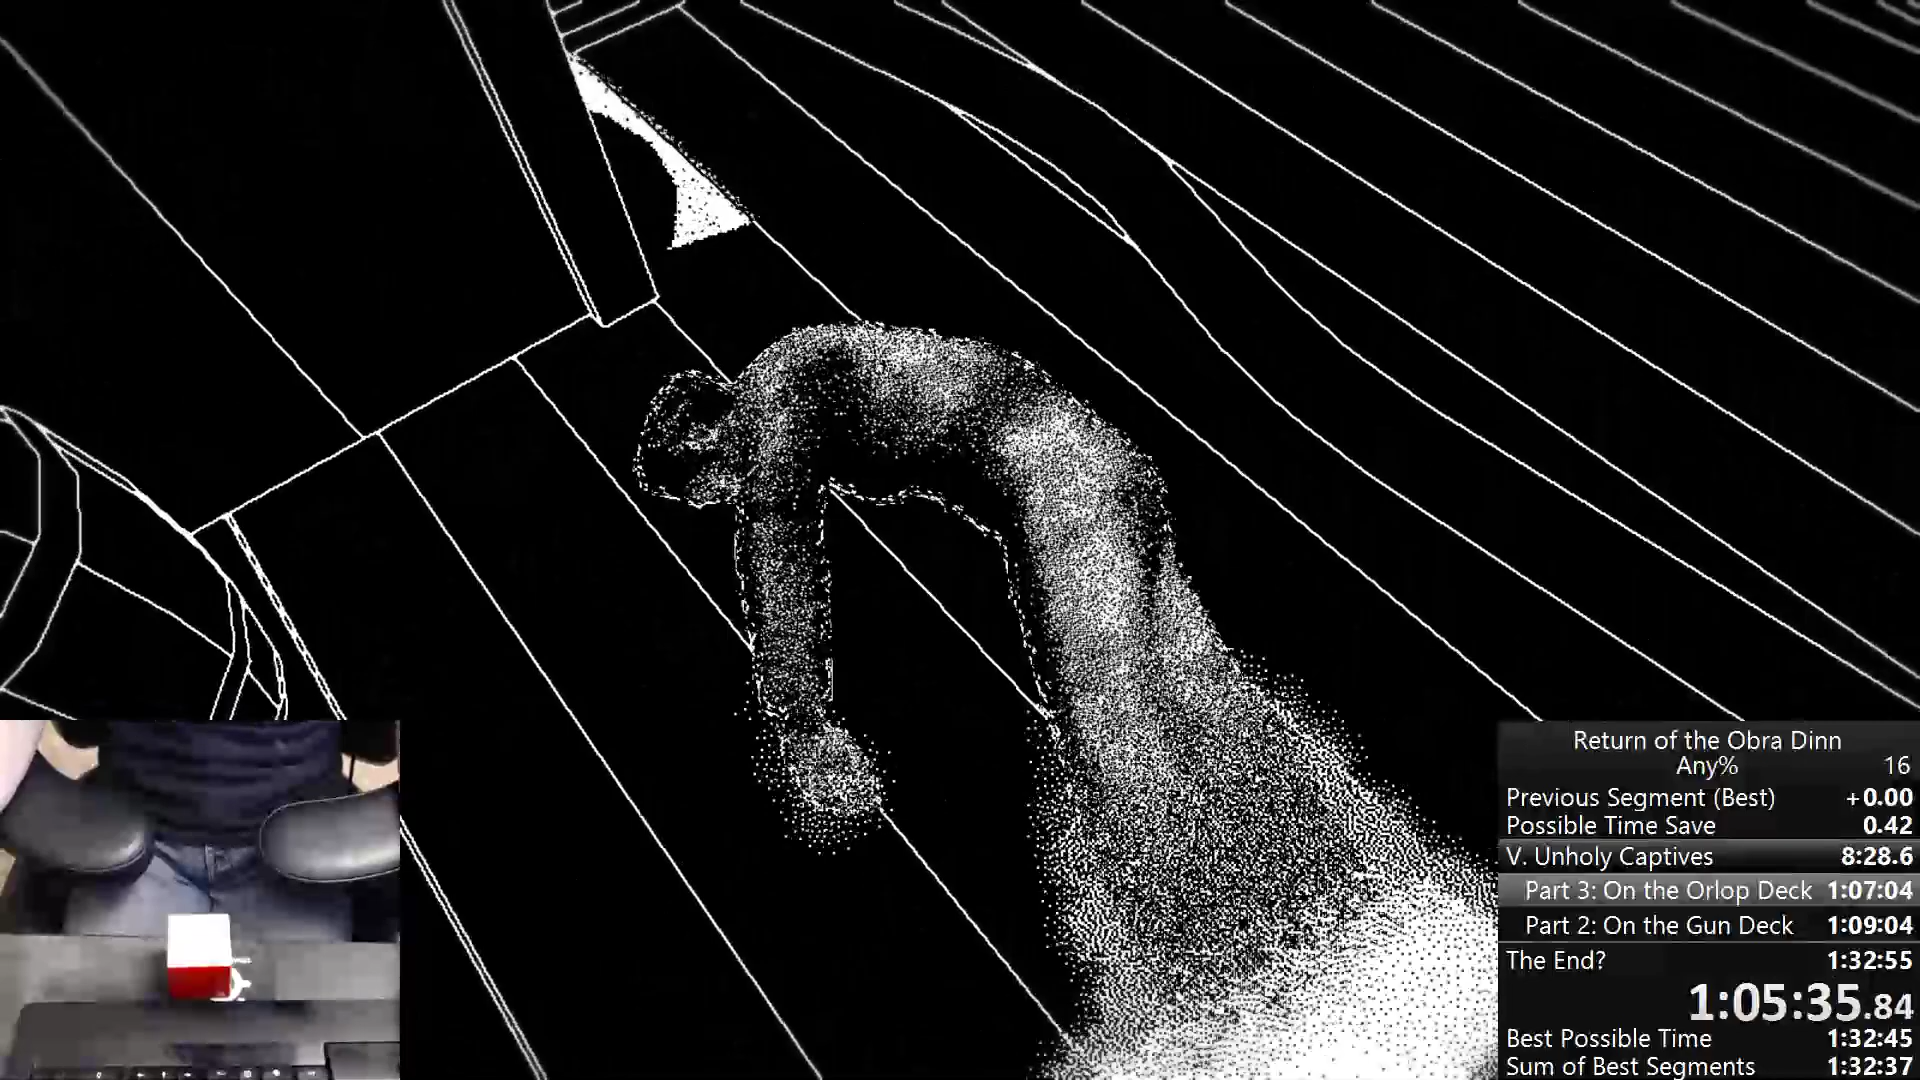 Return of the Obra Dinn
Any% 16
Previous Segment (Best) +0.00
Possible Time Save 0.42
V. Unholy Captives 8:28.6
Part 3: On the Orlop Deck 1:07:04
Part 2: On the Gun Deck 1:09:04
The End? 1:32:55
1:05:35.84
Best Possible Time 1:32:45
Sum of Best Segments 1:32:37